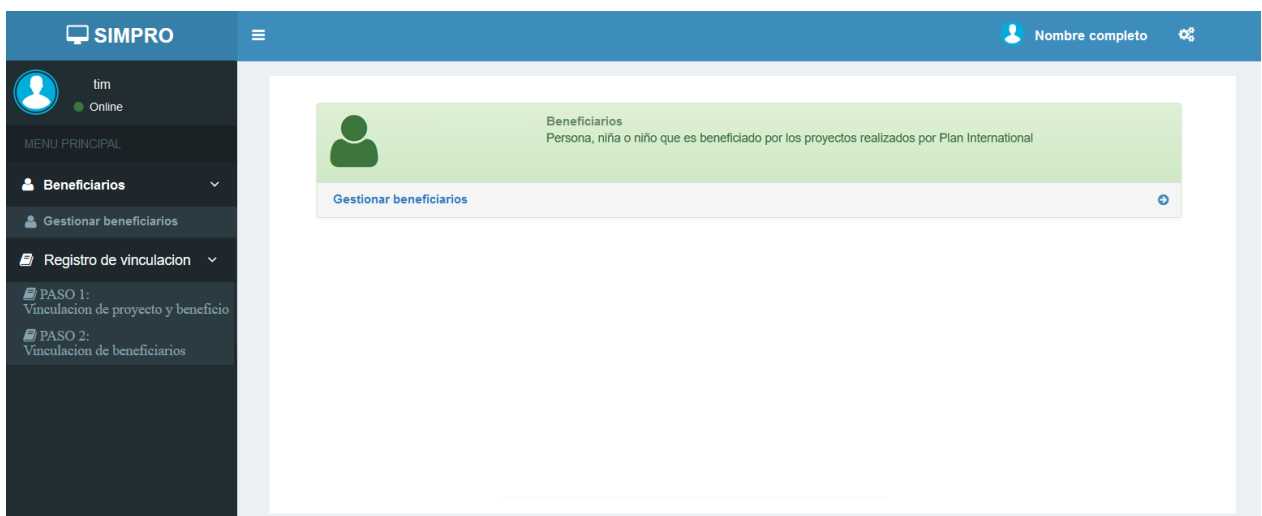 SIMPRO
Nombre completo
tim
Online
MENU PRINCIPAL
Beneficiarios
Gestionar beneficiarios
Registro de vinculacion
PASO 1:
Vinculacion de proyecto y beneficio
PASO 2:
Vinculacion de beneficiarios
Beneficiarios
Persona, niña o niño que es beneficiado por los proyectos realizados por Plan International
Gestionar beneficiarios